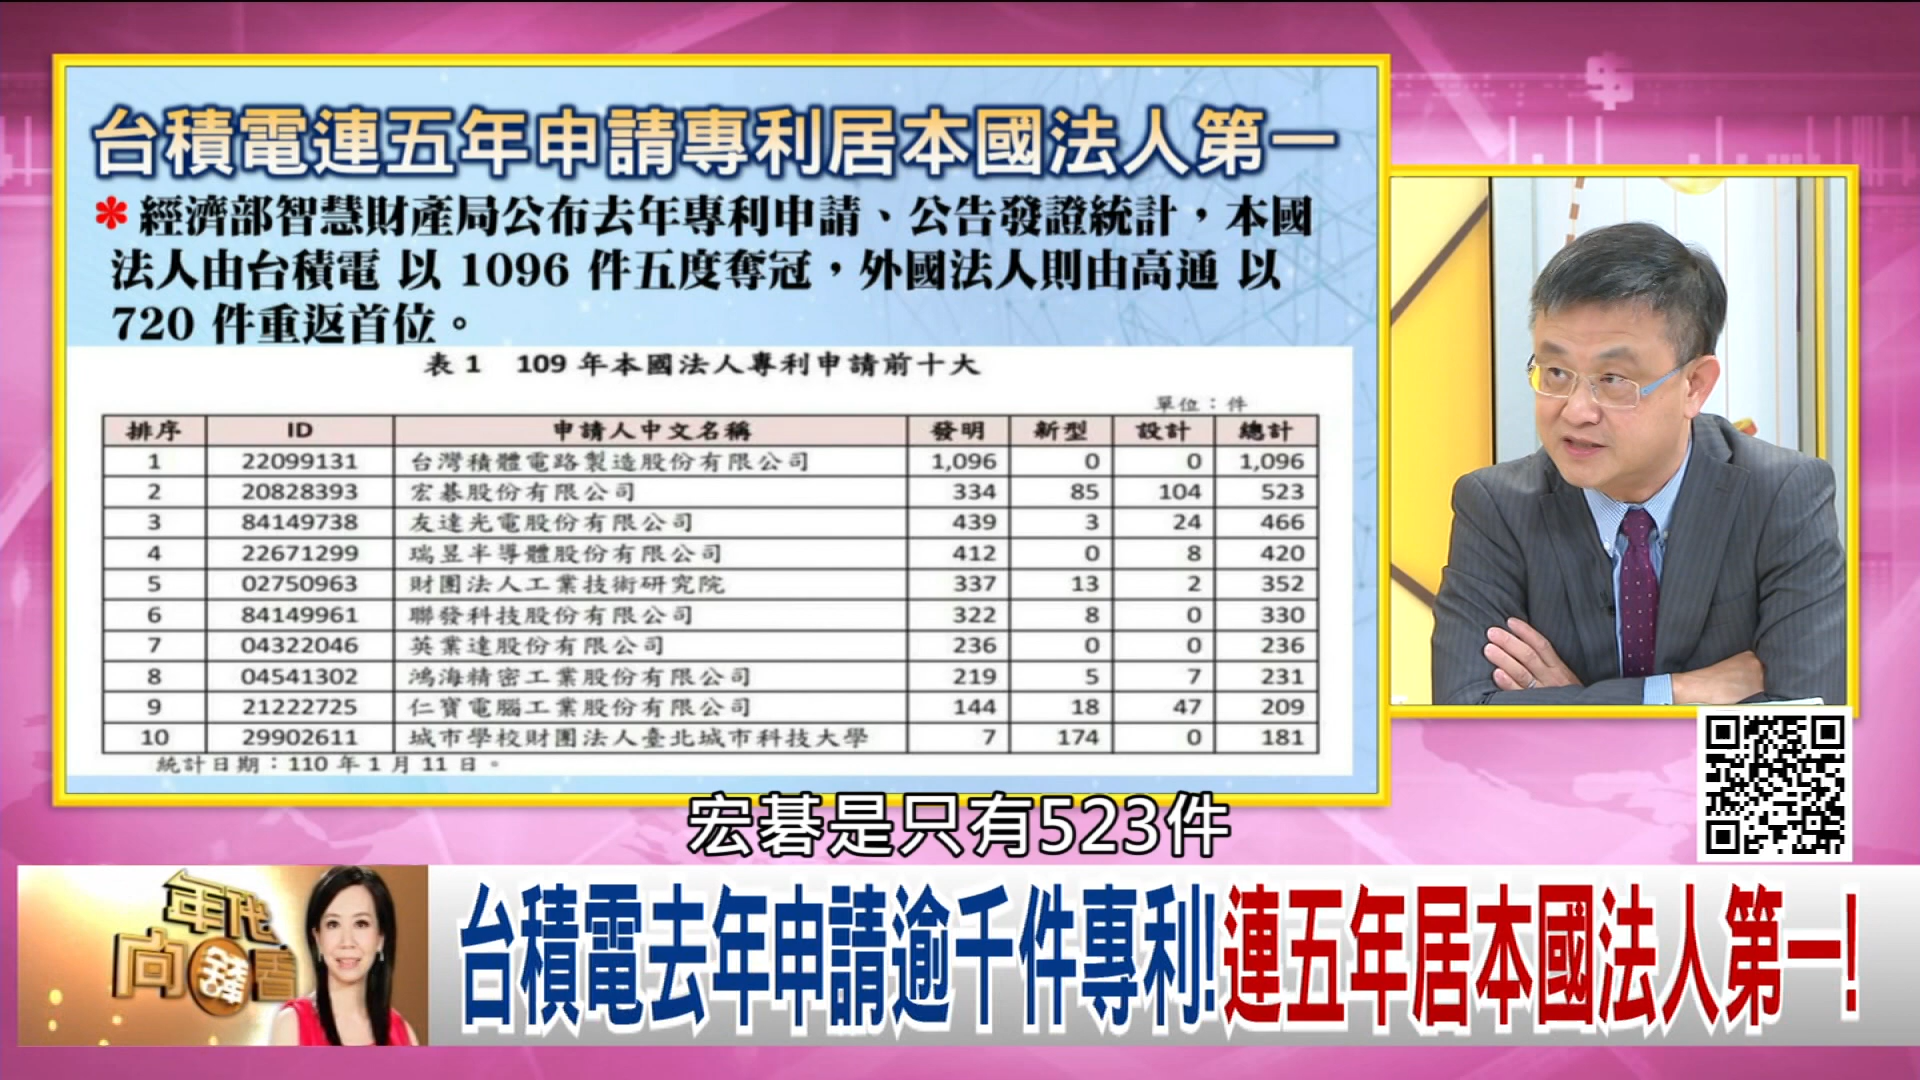 台積電連五年申請專利居本國法人第一
✽經濟部智慧財產局公布去年專利申請、公告發證統計，本國
法人由台積電 以 1096 件五度奪冠，外國法人則由高通 以
720 件重返首位。
表 1 109 年本國法人專利申請前十大
單位：件
排序 ID 申請人中文名稱 發明 新型 設計 總計
1 22099131 台灣積體電路製造股份有限公司 1,096 0 0 1,096
2 20828393 宏碁股份有限公司 334 85 104 523
3 84149738 友達光電股份有限公司 439 3 24 466
4 22671299 瑞昱半導體股份有限公司 412 0 8 420
5 02750963 財團法人工業技術研究院 337 13 2 352
6 84149961 聯發科技股份有限公司 322 8 0 330
7 04322046 英業達股份有限公司 236 0 0 236
8 04541302 鴻海精密工業股份有限公司 219 5 7 231
9 21222725 仁寶電腦工業股份有限公司 144 18 47 209
10 29902611 城市學校財團法人臺北城市科技大學 7 174 0 181
統計日期：110 年 1 月 11 日。
宏碁是只有523件
年代
向錢看
台積電去年申請逾千件專利!連五年居本國法人第一!